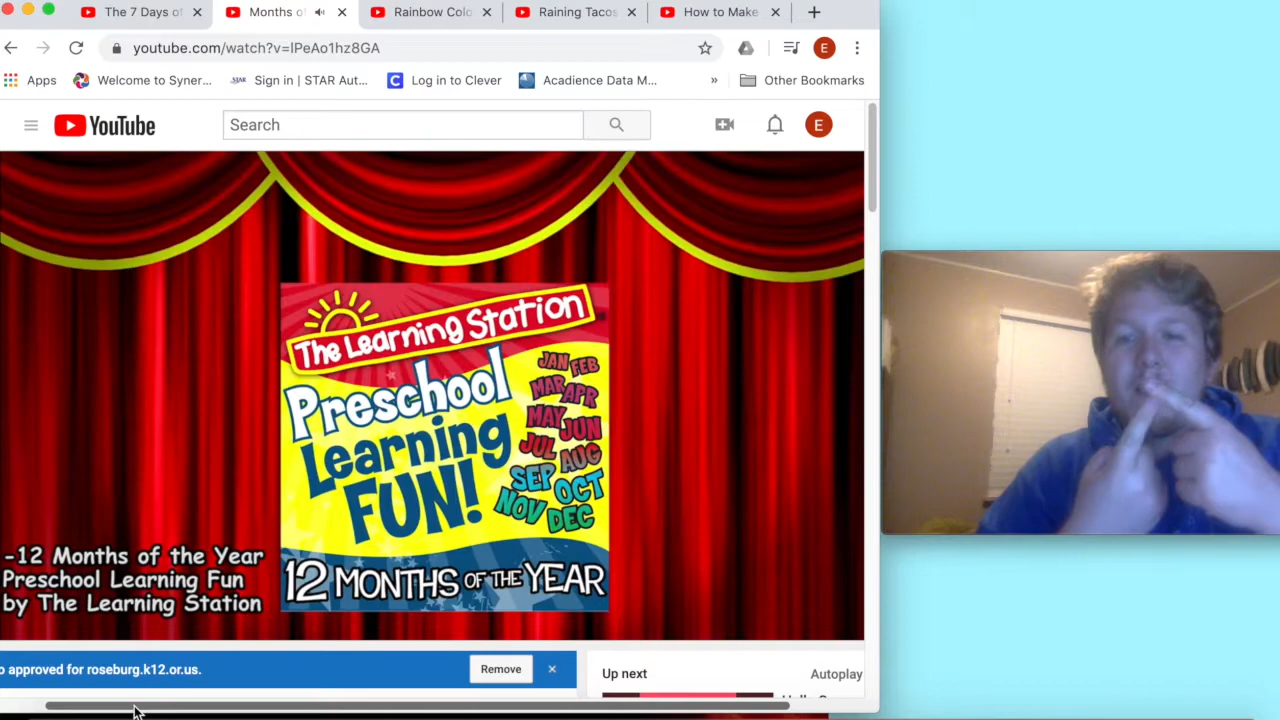 The 7 Days of
Months of
Rainbow Colo
Raining Tacos
How to Make
youtube.com/watch?v=lPeAo1hz8GA
E
Apps
Welcome to Syner...
STAR
Sign in | STAR Aut...
C
Log in to Clever
Acadience Data M...
»
Other Bookmarks
YouTube
Search
E
The Learning Station
Preschool
Learning
FUN!
JAN FEB
MAR APR
MAY JUN
JUL AUG
SEP OCT
NOV DEC
12 MONTHS OF THE YEAR
-12 Months of the Year
Preschool Learning Fun
by The Learning Station
o approved for roseburg.k12.or.us.
Remove
Up next
Autoplay